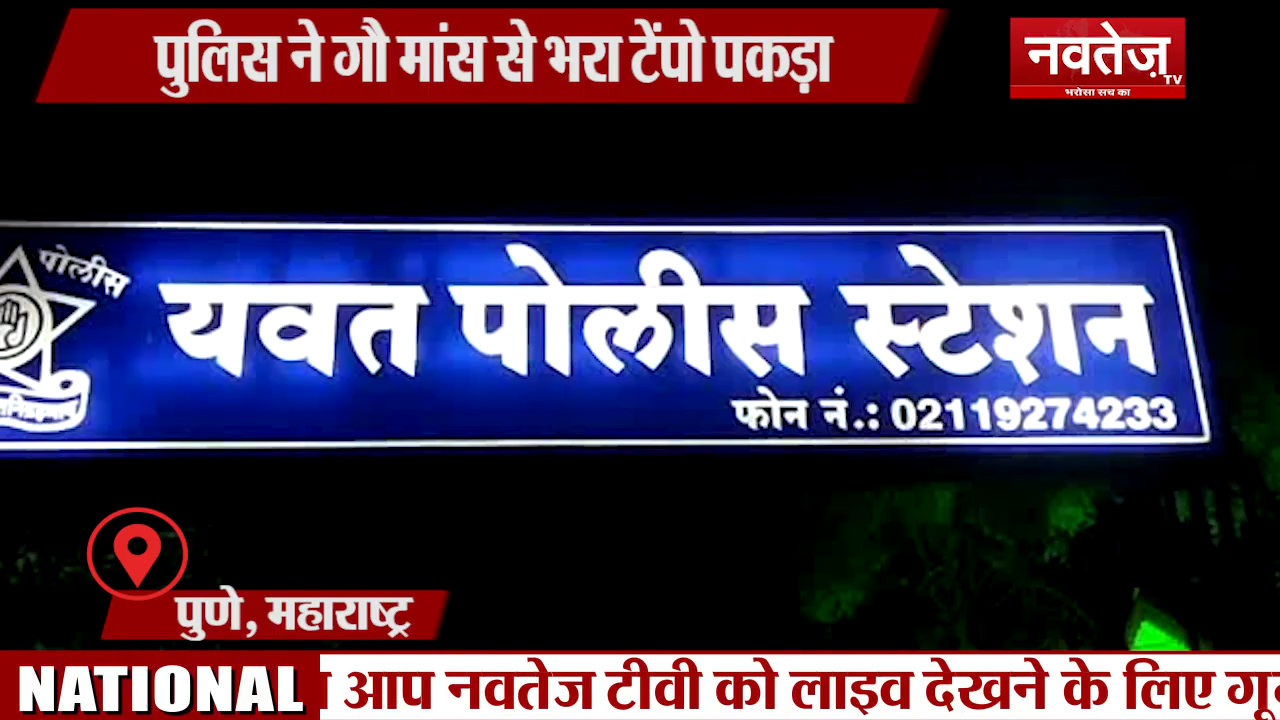 पुलिस ने गौ मांस से भरा टेंपो पकड़ा
नवतेज़
TV
भरोसा सच का
पोलीस
यवत पोलीस स्टेशन
फोन नं.: 02119274233
पुणे, महाराष्ट्र
NATIONAL
आप नवतेज टीवी को लाइव देखने के लिए